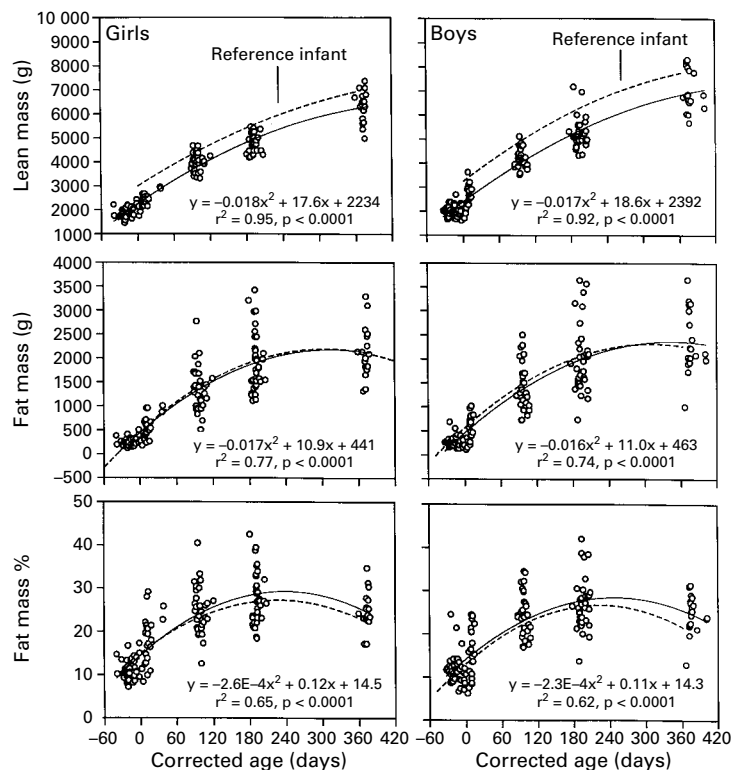 Girls
Boys
Reference infant
Reference infant
Lean mass (g)
10 000
9000
8000
7000
6000
5000
4000
3000
2000
1000
y = –0.018x² + 17.6x + 2234
r² = 0.95, p < 0.0001
y = –0.017x² + 18.6x + 2392
r² = 0.92, p < 0.0001
Fat mass (g)
4000
3500
3000
2500
2000
1500
1000
500
0
–500
y = –0.017x² + 10.9x + 441
r² = 0.77, p < 0.0001
y = –0.016x² + 11.0x + 463
r² = 0.74, p < 0.0001
Fat mass %
50
40
30
20
10
0
y = –2.6E–4x² + 0.12x + 14.5
r² = 0.65, p < 0.0001
y = –2.3E–4x² + 0.11x + 14.3
r² = 0.62, p < 0.0001
–60 0 60 120 180 240 300 360 420
Corrected age (days)
–60 0 60 120 180 240 300 360 420
Corrected age (days)